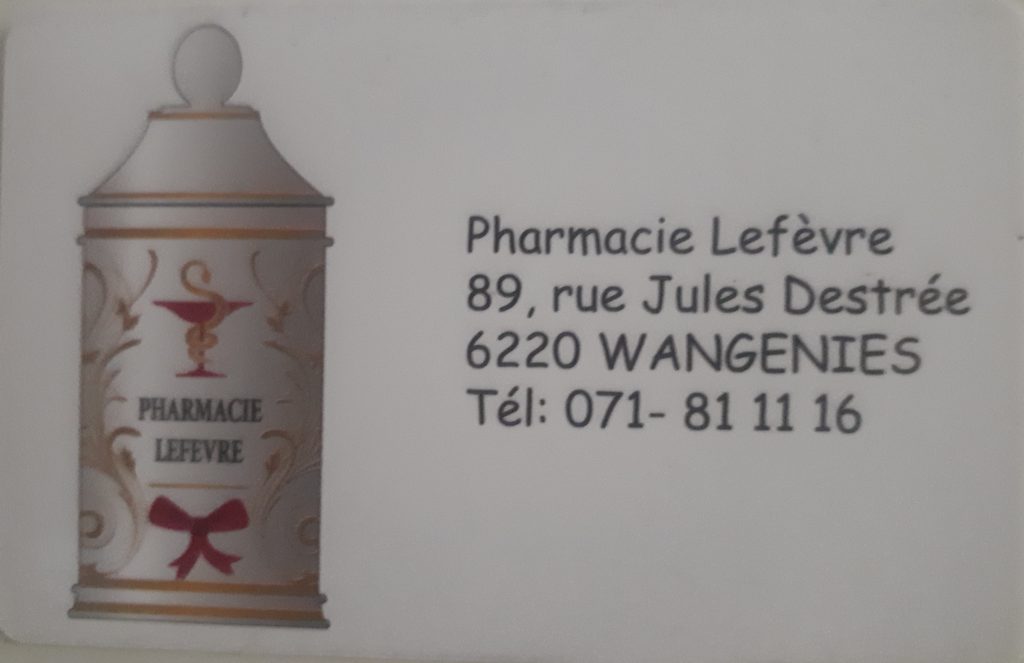 PHARMACIE
LEFEVRE
Pharmacie Lefèvre
89, rue Jules Destrée
6220 WANGENIES
Tél: 071- 81 11 16